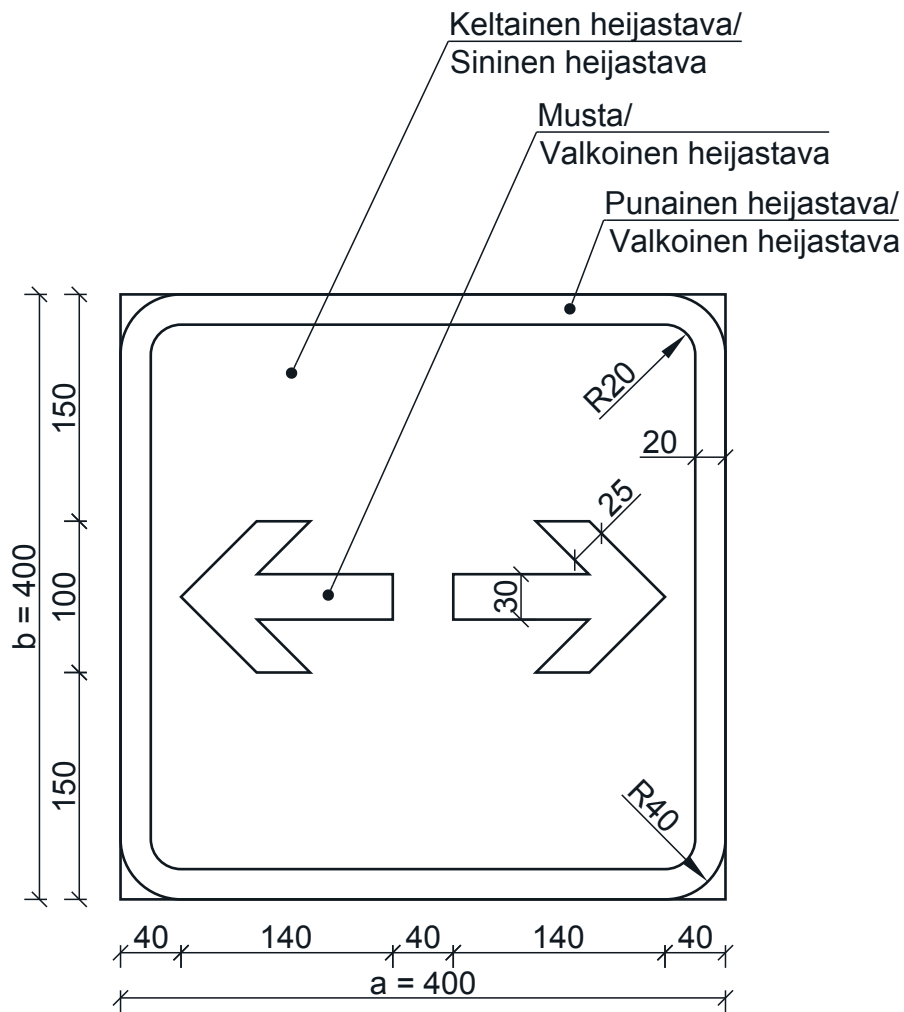 Keltainen heijastava/
Sininen heijastava
Musta/
Valkoinen heijastava
Punainen heijastava/
Valkoinen heijastava
R20
20
25
30
R40
150
100
150
b = 400
40
140
40
140
40
a = 400